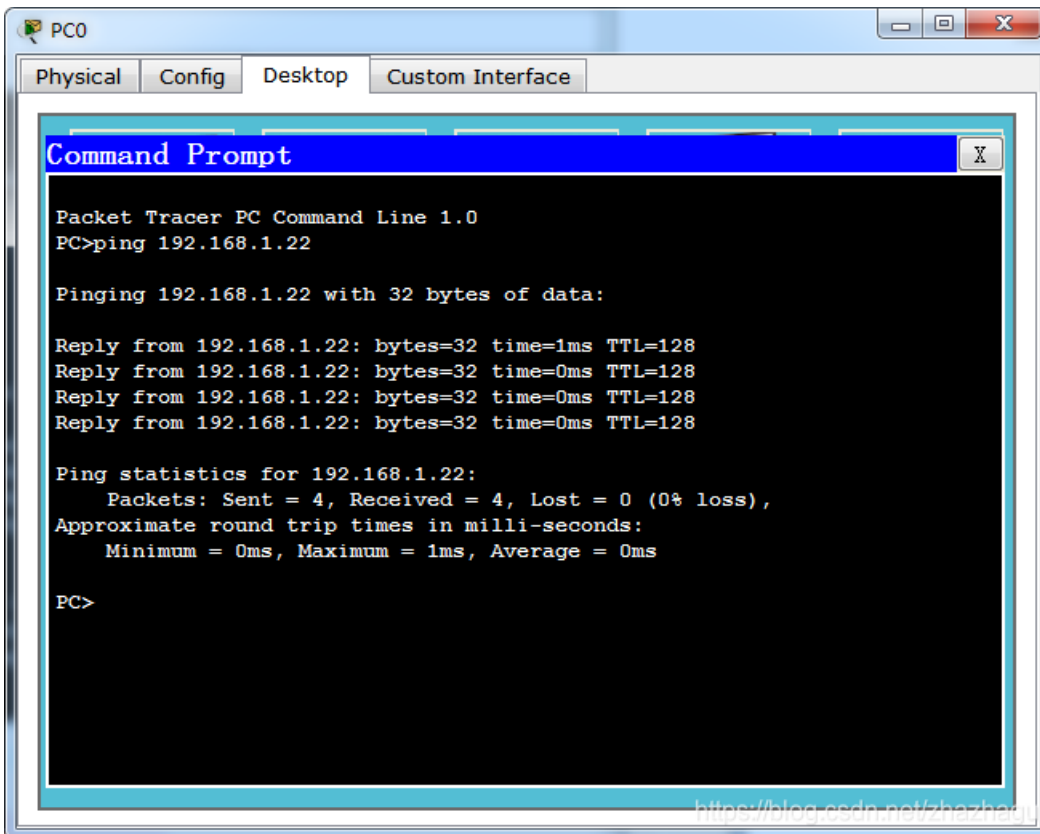 PC0
Physical Config Desktop Custom Interface
Command Prompt
X
Packet Tracer PC Command Line 1.0
PC>ping 192.168.1.22
Pinging 192.168.1.22 with 32 bytes of data:
Reply from 192.168.1.22: bytes=32 time=1ms TTL=128
Reply from 192.168.1.22: bytes=32 time=0ms TTL=128
Reply from 192.168.1.22: bytes=32 time=0ms TTL=128
Reply from 192.168.1.22: bytes=32 time=0ms TTL=128
Ping statistics for 192.168.1.22:
Packets: Sent = 4, Received = 4, Lost = 0 (0% loss),
Approximate round trip times in milli-seconds:
Minimum = 0ms, Maximum = 1ms, Average = 0ms
PC>
https://blog.csdn.net/zhazhagu